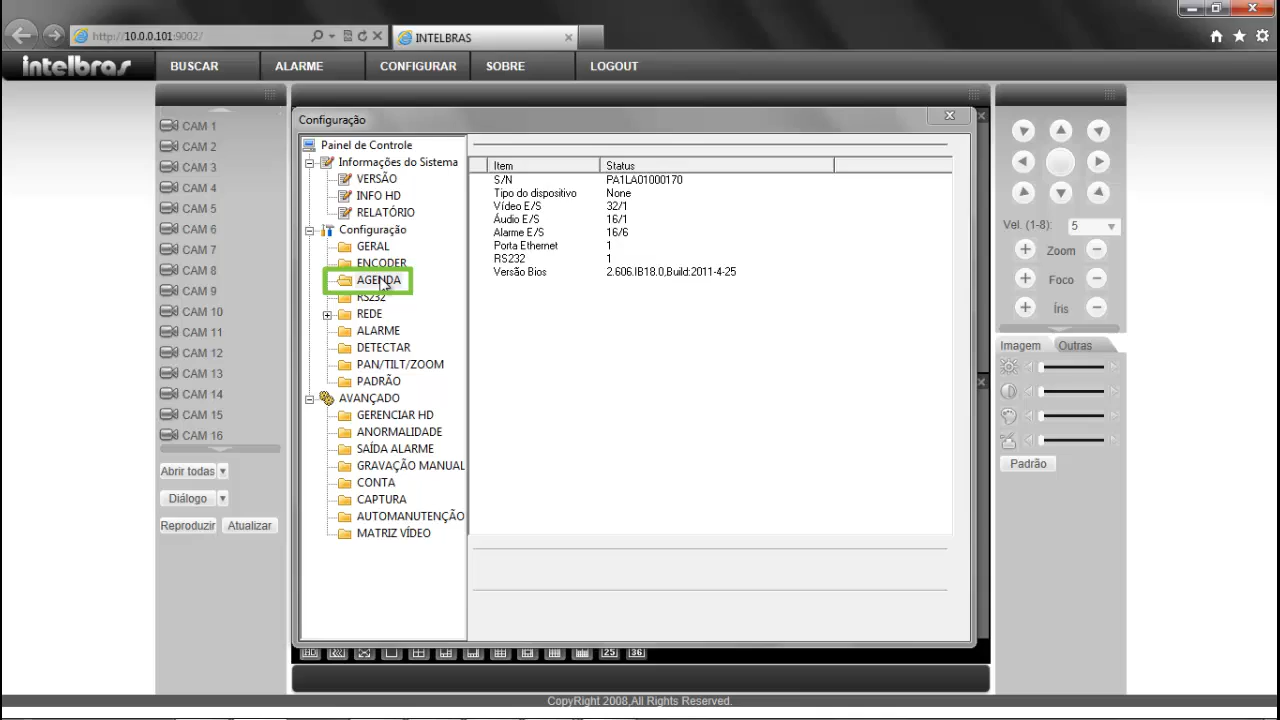 http://10.0.0.101:9002/
INTELBRAS
intelbras
BUSCAR
ALARME
CONFIGURAR
SOBRE
LOGOUT
CAM 1
CAM 2
CAM 3
CAM 4
CAM 5
CAM 6
CAM 7
CAM 8
CAM 9
CAM 10
CAM 11
CAM 12
CAM 13
CAM 14
CAM 15
CAM 16
Abrir todas
Diálogo
Reproduzir
Atualizar
Configuração
Painel de Controle
Informações do Sistema
VERSÃO
INFO HD
RELATÓRIO
Configuração
GERAL
ENCODER
AGENDA
RS232
REDE
ALARME
DETECTAR
PAN/TILT/ZOOM
PADRÃO
AVANÇADO
GERENCIAR HD
ANORMALIDADE
SAÍDA ALARME
GRAVAÇÃO MANUAL
CONTA
CAPTURA
AUTOMANUTENÇÃO
MATRIZ VÍDEO
Item Status
S/N PA1LA01000170
Tipo do dispositivo None
Vídeo E/S 32/1
Áudio E/S 16/1
Alarme E/S 16/6
Porta Ethernet 1
RS232 1
Versão Bios 2.606.IB18.0,Build:2011-4-25
Vel. (1-8): 5
Zoom
Foco
Íris
Imagem Outras
Padrão
25 36
CopyRight 2008,All Rights Reserved.